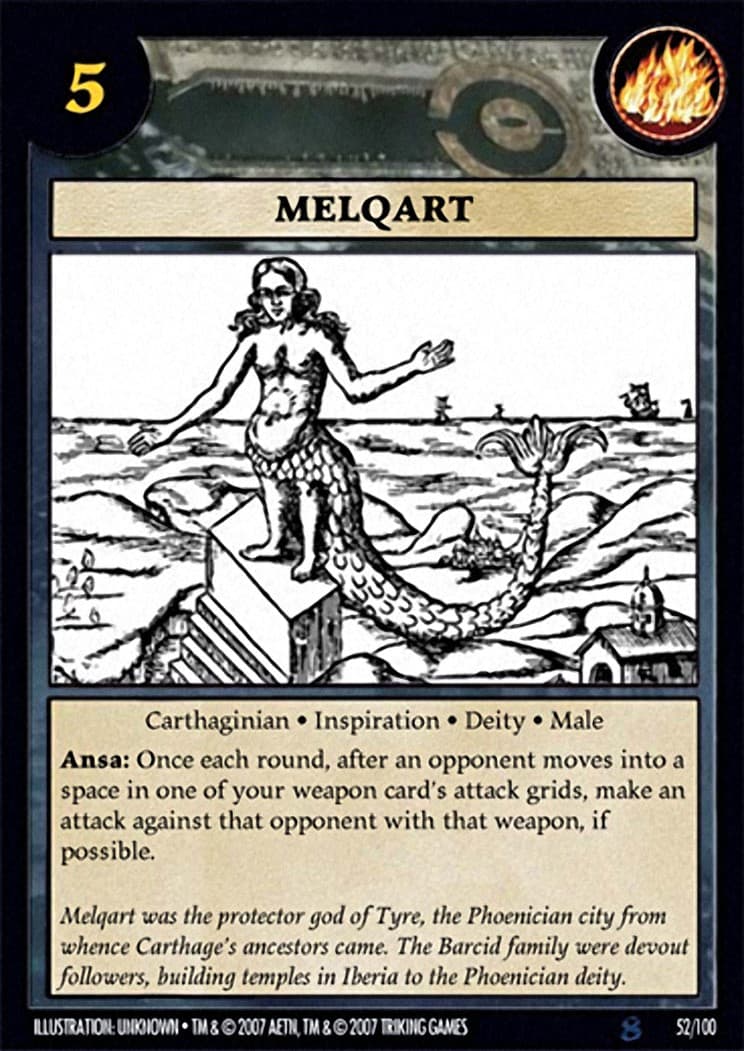 5
MELQART
Carthaginian • Inspiration • Deity • Male
Ansa: Once each round, after an opponent moves into a
space in one of your weapon card's attack grids, make an
attack against that opponent with that weapon, if
possible.
Melqart was the protector god of Tyre, the Phoenician city from
whence Carthage's ancestors came. The Barcid family were devout
followers, building temples in Iberia to the Phoenician deity.
ILLUSTRATION: UNKNOWN • TM & © 2007 AETN, TM & © 2007 TRIKING GAMES
8
52/100